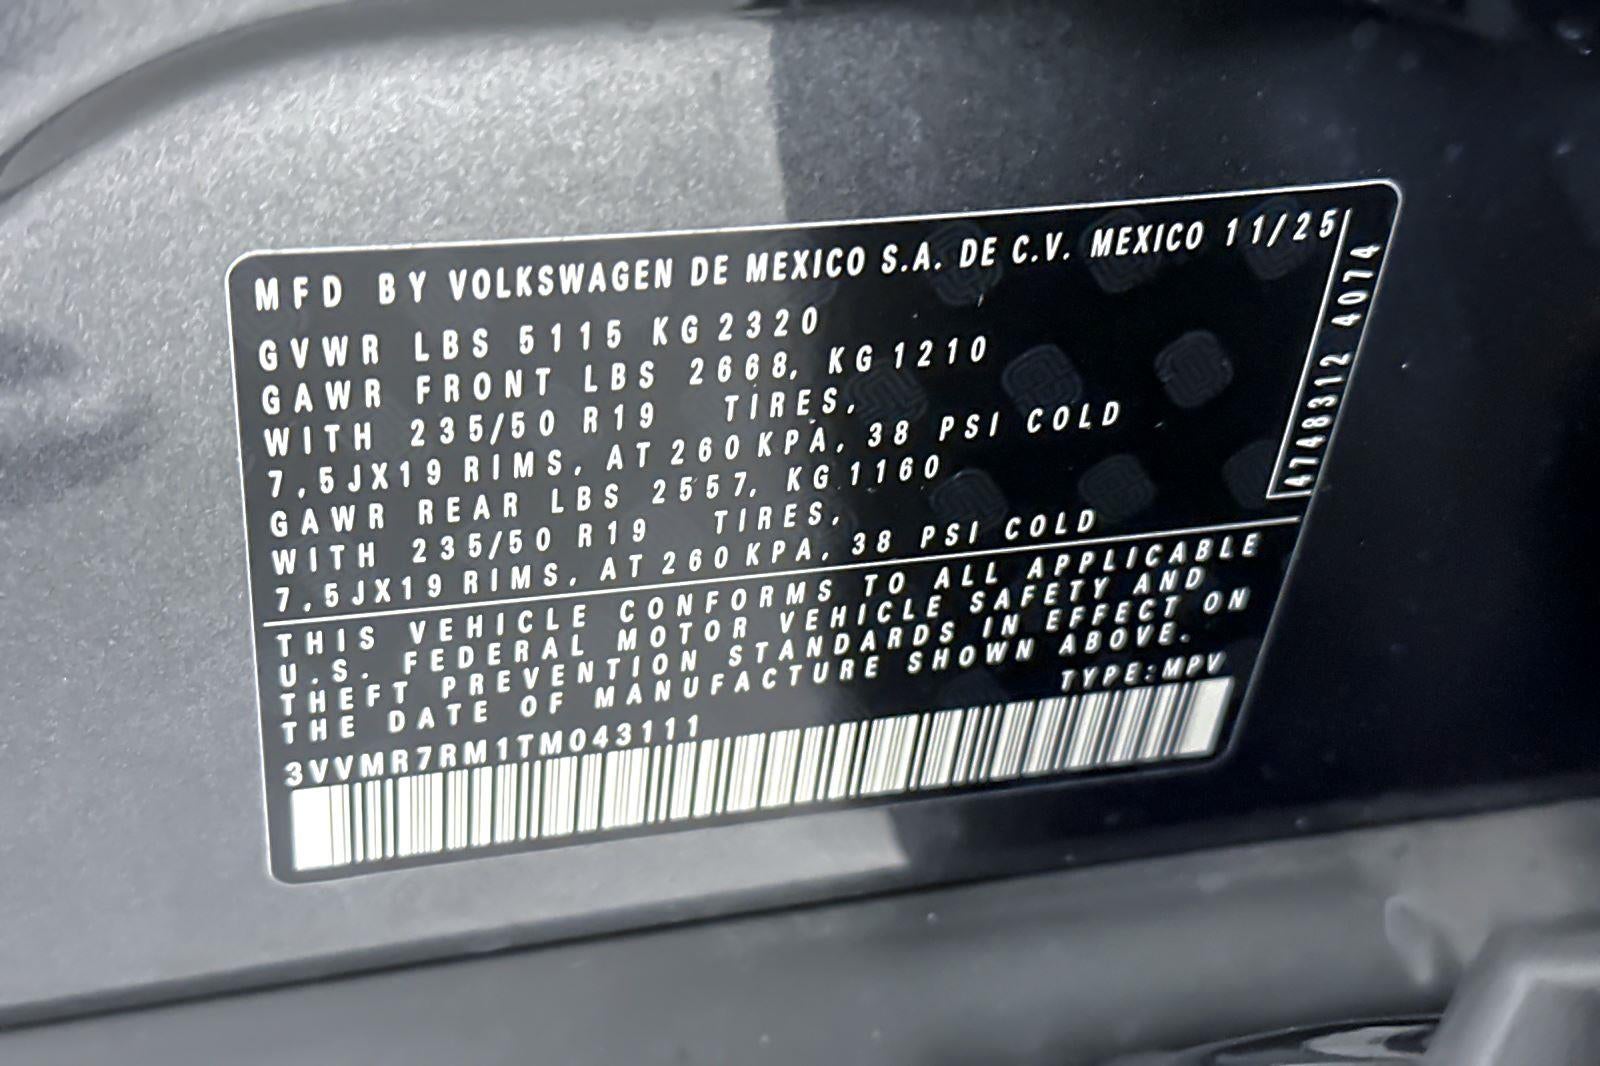 MFD BY VOLKSWAGEN DE MEXICO S.A. DE C.V. MEXICO 11/25
GVWR LBS 5115 KG 2320
GAWR FRONT LBS 2668, KG 1210
WITH 235/50 R19 TIRES,
7,5JX19 RIMS, AT 260 KPA, 38 PSI COLD
GAWR REAR LBS 2557, KG 1160
WITH 235/50 R19 TIRES,
7,5JX19 RIMS, AT 260 KPA, 38 PSI COLD
THIS VEHICLE CONFORMS TO ALL APPLICABLE
U.S. FEDERAL MOTOR VEHICLE SAFETY AND
THEFT PREVENTION STANDARDS IN EFFECT ON
THE DATE OF MANUFACTURE SHOWN ABOVE.
TYPE:MPV
3VVMR7RM1TM043111
4748312 4074